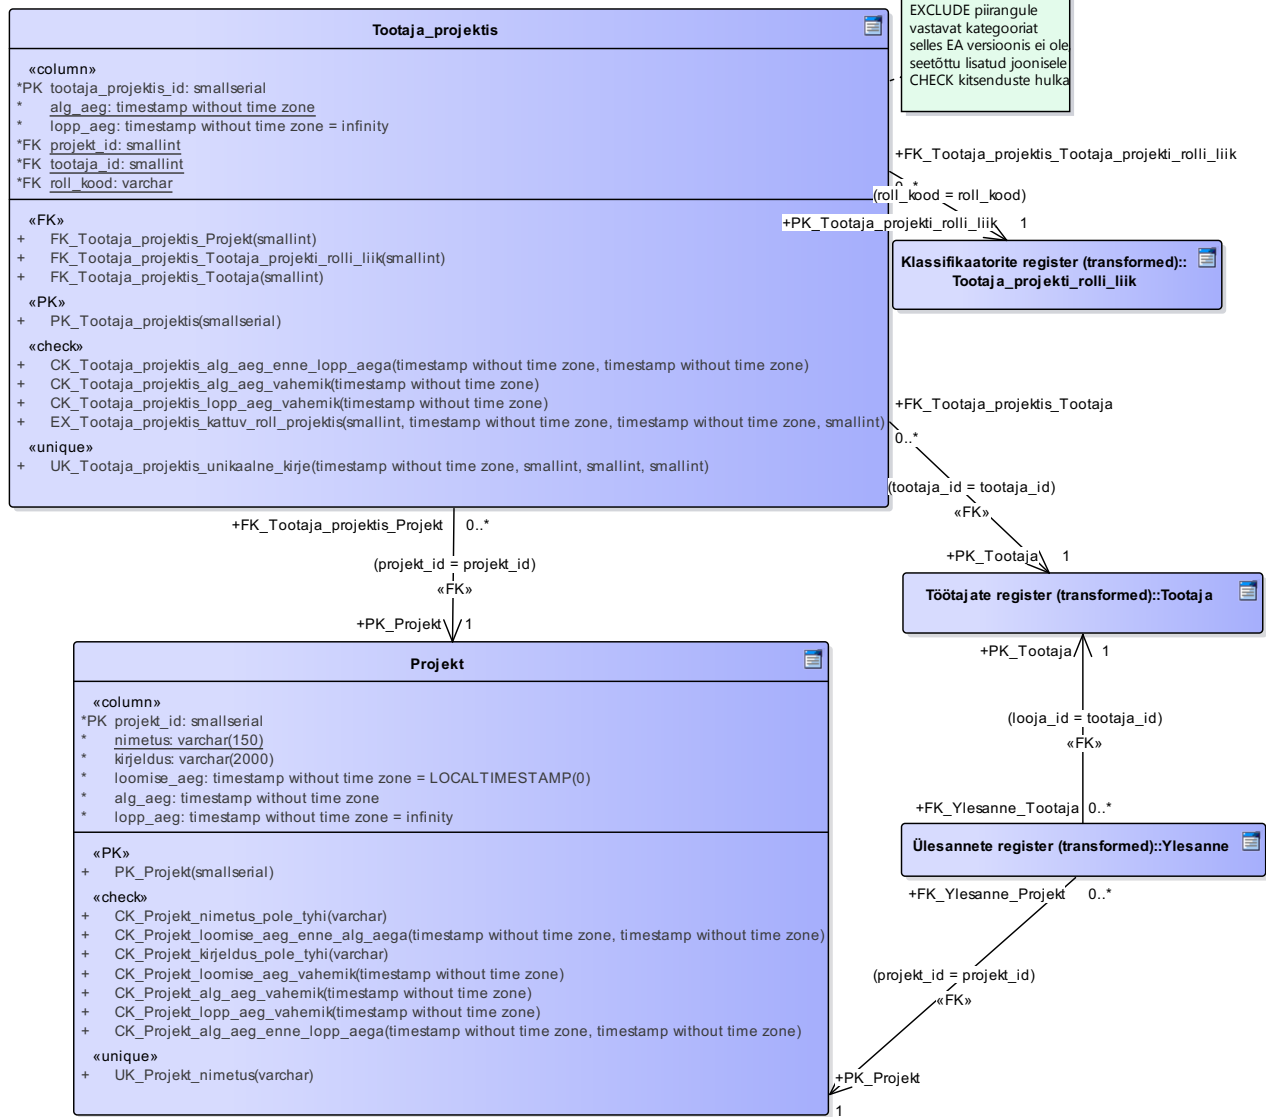 Tootaja_projektis
«column»
*PK tootaja_projektis_id: smallserial
* alg_aeg: timestamp without time zone
* lopp_aeg: timestamp without time zone = infinity
*FK projekt_id: smallint
*FK tootaja_id: smallint
*FK roll_kood: varchar
«FK»
+ FK_Tootaja_projektis_Projekt(smallint)
+ FK_Tootaja_projektis_Tootaja_projekti_rolli_liik(smallint)
+ FK_Tootaja_projektis_Tootaja(smallint)
«PK»
+ PK_Tootaja_projektis(smallserial)
«check»
+ CK_Tootaja_projektis_alg_aeg_enne_lopp_aega(timestamp without time zone, timestamp without time zone)
+ CK_Tootaja_projektis_alg_aeg_vahemik(timestamp without time zone)
+ CK_Tootaja_projektis_lopp_aeg_vahemik(timestamp without time zone)
+ EX_Tootaja_projektis_kattuv_roll_projektis(smallint, timestamp without time zone, timestamp without time zone, smallint)
«unique»
+ UK_Tootaja_projektis_unikaalne_kirje(timestamp without time zone, smallint, smallint, smallint)
EXCLUDE piirangule
vastavat kategooriat
selles EA versioonis ei ole,
seetõttu lisatud joonisele
CHECK kitsenduste hulka
+FK_Tootaja_projektis_Tootaja_projekti_rolli_liik
0..*
(roll_kood = roll_kood)
+PK_Tootaja_projekti_rolli_liik 1
Klassifikaatorite register (transformed)::
Tootaja_projekti_rolli_liik
+FK_Tootaja_projektis_Tootaja
0..*
(tootaja_id = tootaja_id)
«FK»
+PK_Tootaja 1
Töötajate register (transformed)::Tootaja
+PK_Tootaja 1
(looja_id = tootaja_id)
«FK»
+FK_Ylesanne_Tootaja 0..*
Ülesannete register (transformed)::Ylesanne
+FK_Ylesanne_Projekt 0..*
(projekt_id = projekt_id)
«FK»
+PK_Projekt
1
+FK_Tootaja_projektis_Projekt 0..*
(projekt_id = projekt_id)
«FK»
+PK_Projekt 1
Projekt
«column»
*PK projekt_id: smallserial
* nimetus: varchar(150)
* kirjeldus: varchar(2000)
* loomise_aeg: timestamp without time zone = LOCALTIMESTAMP(0)
* alg_aeg: timestamp without time zone
* lopp_aeg: timestamp without time zone = infinity
«PK»
+ PK_Projekt(smallserial)
«check»
+ CK_Projekt_nimetus_pole_tyhi(varchar)
+ CK_Projekt_loomise_aeg_enne_alg_aega(timestamp without time zone, timestamp without time zone)
+ CK_Projekt_kirjeldus_pole_tyhi(varchar)
+ CK_Projekt_loomise_aeg_vahemik(timestamp without time zone)
+ CK_Projekt_alg_aeg_vahemik(timestamp without time zone)
+ CK_Projekt_lopp_aeg_vahemik(timestamp without time zone)
+ CK_Projekt_alg_aeg_enne_lopp_aega(timestamp without time zone, timestamp without time zone)
«unique»
+ UK_Projekt_nimetus(varchar)